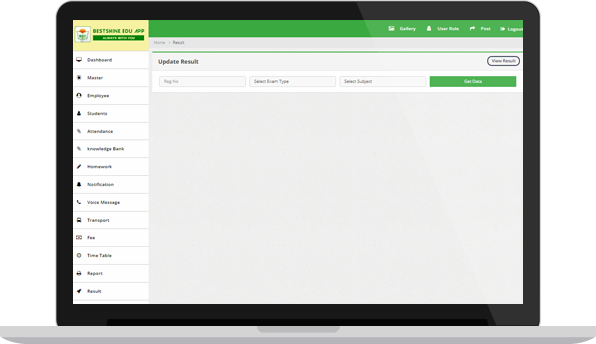 BESTSHINE EDU APP
ALWAYS WITH YOU
Gallery
User Role
Post
Logout
Home > Result
Update Result
View Result
Reg No
Select Exam Type
Select Subject
Get Data
Dashboard
Master
Employee
Students
Attendance
knowledge Bank
Homework
Notification
Voice Message
Transport
Fee
Time Table
Report
Result